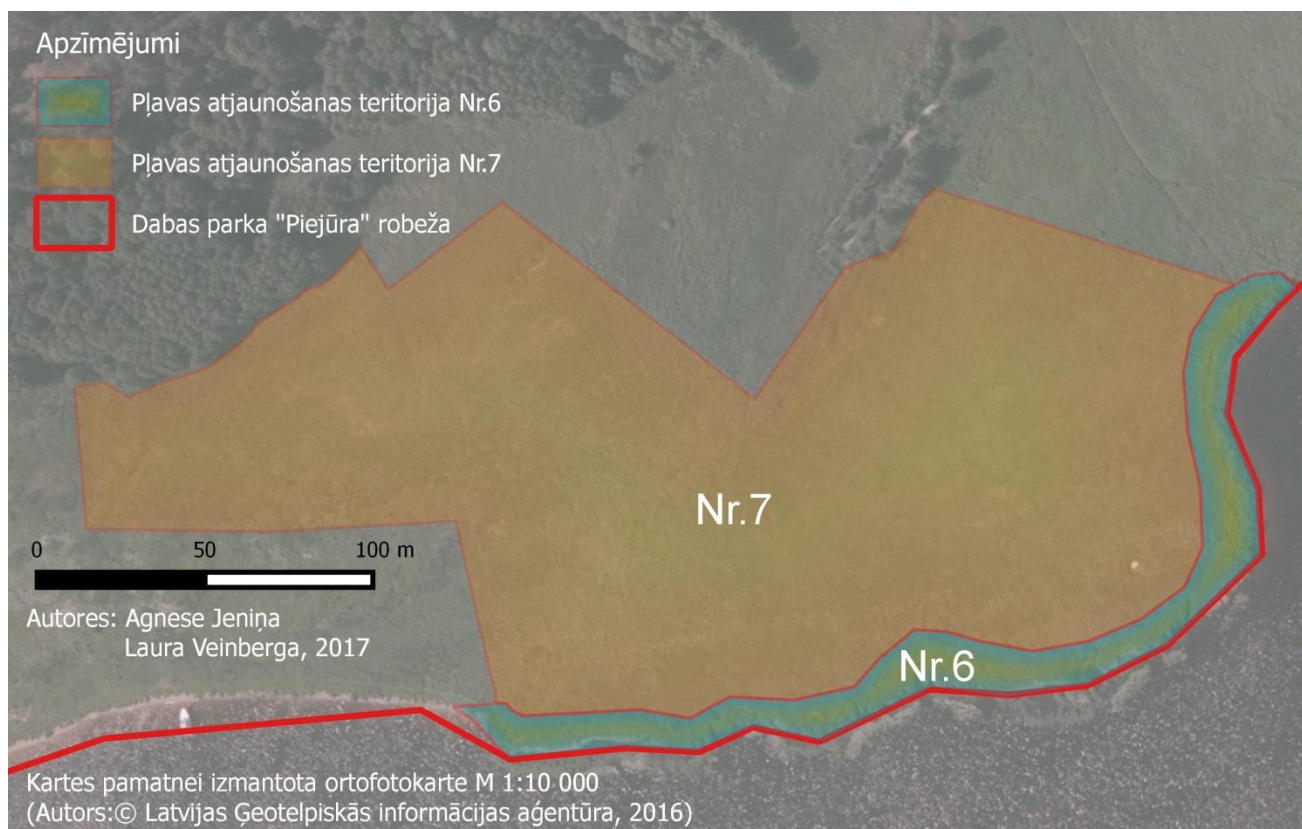 Apzīmējumi
Pļavas atjaunošanas teritorija Nr.6
Pļavas atjaunošanas teritorija Nr.7
Dabas parka "Piejūra" robeža
Nr.7
0 50 100 m
Autores: Agnese Jeniņa
Laura Veinberga, 2017
Nr.6
Kartes pamatnei izmantota ortofotokarte M 1:10 000
(Autors:© Latvijas Ģeotelpiskās informācijas aģentūra, 2016)